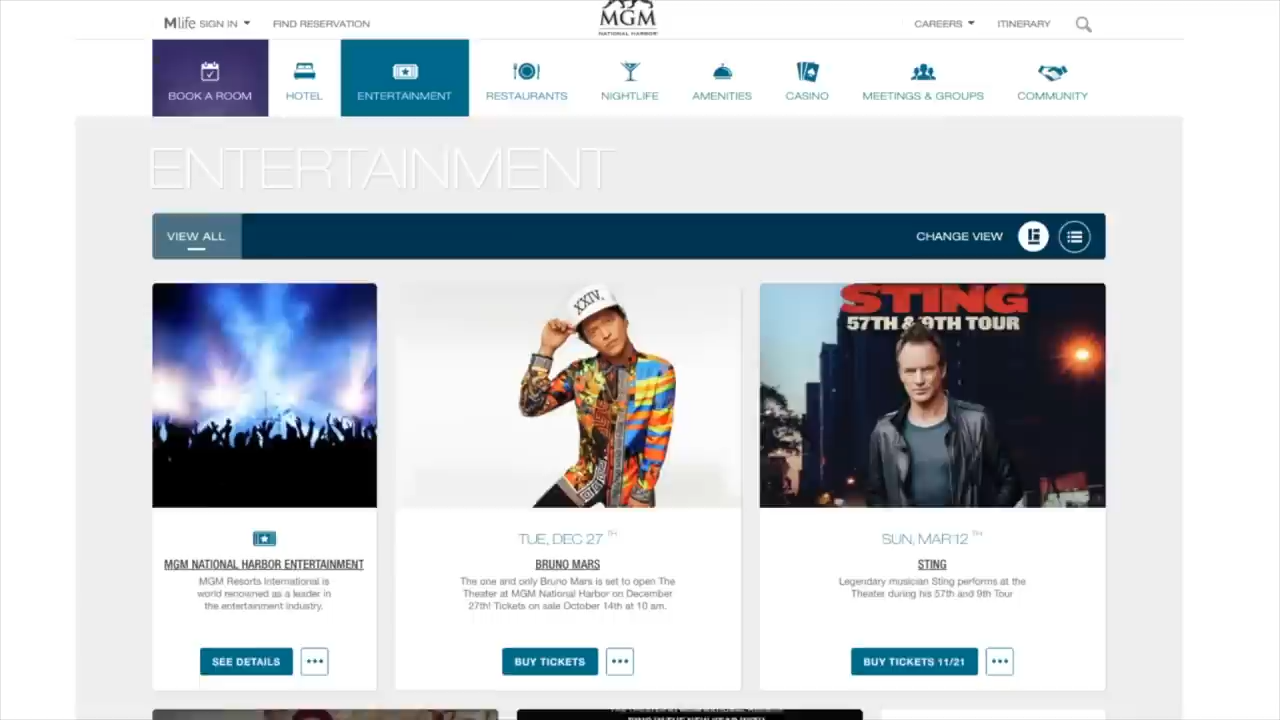 Mlife SIGN IN
FIND RESERVATION
MGM
NATIONAL HARBOR
CAREERS
ITINERARY
BOOK A ROOM
HOTEL
ENTERTAINMENT
RESTAURANTS
NIGHTLIFE
AMENITIES
CASINO
MEETINGS & GROUPS
COMMUNITY
ENTERTAINMENT
VIEW ALL
CHANGE VIEW
XXIV.
STING
57TH & 9TH TOUR
MGM NATIONAL HARBOR ENTERTAINMENT
MGM Resorts International is
world renowned as a leader in
the entertainment industry.
SEE DETAILS
TUE, DEC 27 TH
BRUNO MARS
The one and only Bruno Mars is set to open The
Theater at MGM National Harbor on December
27th! Tickets on sale October 14th at 10 am.
BUY TICKETS
SUN, MAR 12 TH
STING
Legendary musician Sting performs at the
Theater during his 57th and 9th Tour
BUY TICKETS 11/21